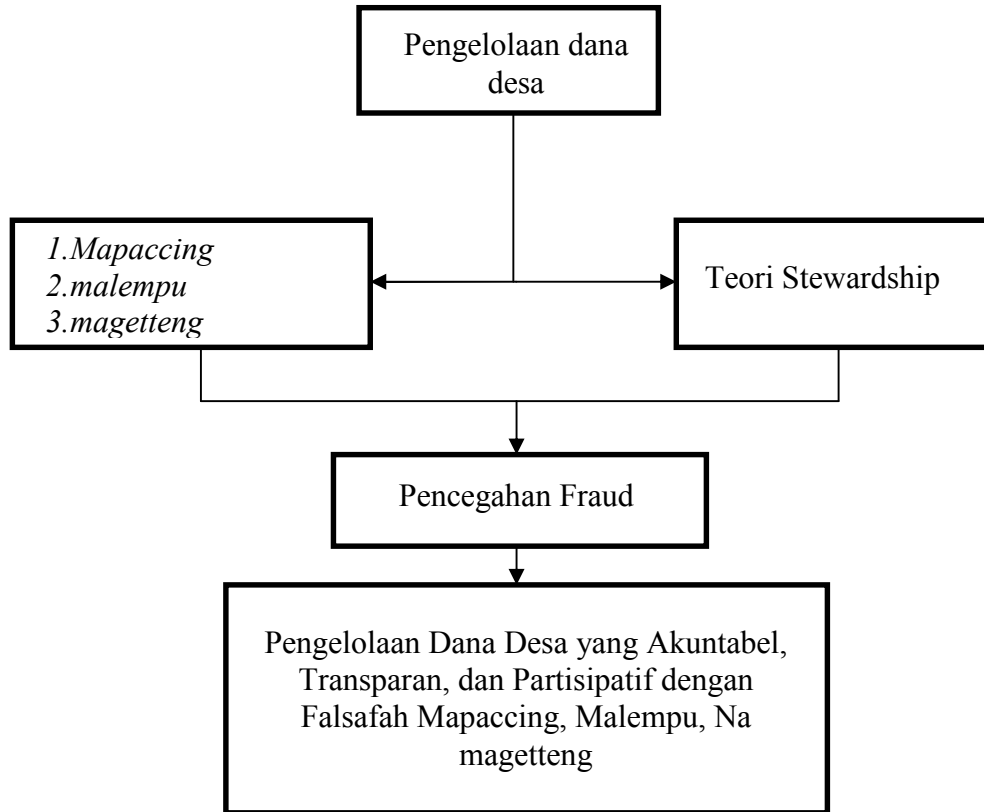 Pengelolaan dana
desa
1.Mapaccing
2.malempu
3.magetteng
Teori Stewardship
Pencegahan Fraud
Pengelolaan Dana Desa yang Akuntabel,
Transparan, dan Partisipatif dengan
Falsafah Mapaccing, Malempu, Na
magetteng